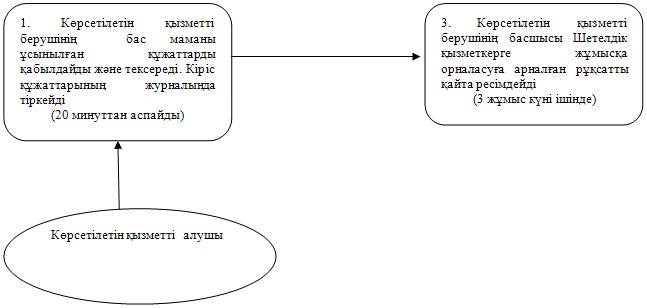 1. Көрсетілетін қызметті
берушінің бас маманы
ұсынылған құжаттарды
қабылдайды және тексереді. Кіріс
құжаттарының журналында
тіркейді
(20 минуттан аспайды)
3. Көрсетілетін қызметті
берушінің басшысы Шетелдік
қызметкерге жұмысқа
орналасуға арналған рұқсатты
қайта ресімдейді
(3 жұмыс күні ішінде)
Көрсетілетін қызметті алушы